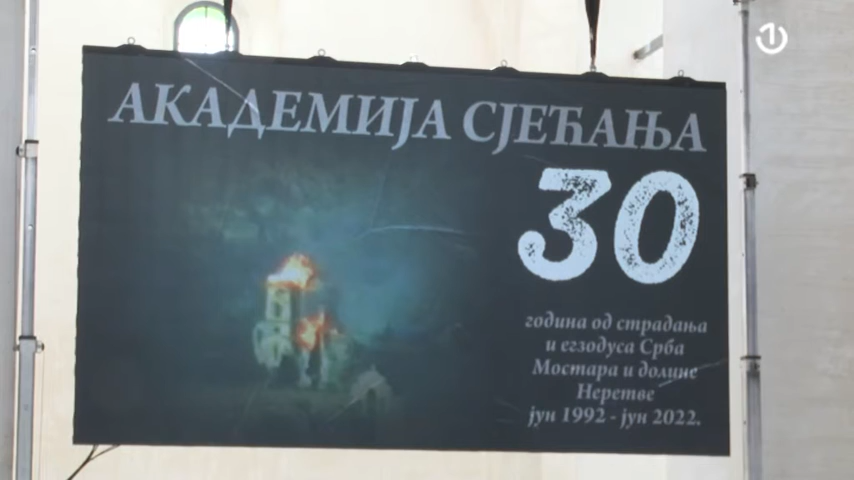 АКАДЕМИЈА СЈЕЋАЊА
30
година од страдања
и егзодуса Срба
Мостара и долине
Неретве
јун 1992 - јун 2022.